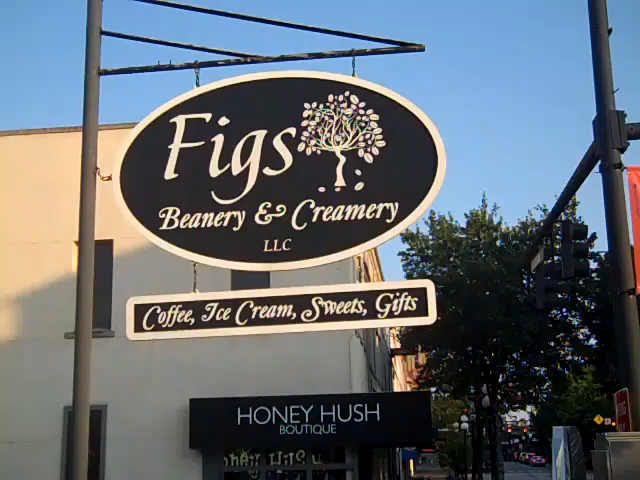 Figs
Beanery & Creamery
LLC
Coffee, Ice Cream, Sweets, Gifts
HONEY HUSH
BOUTIQUE